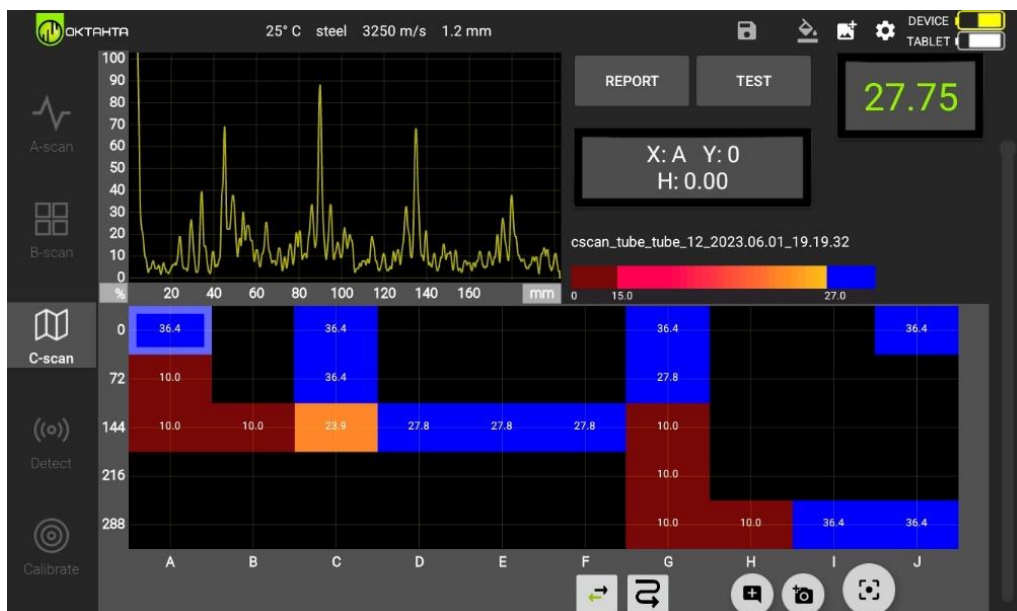 ОКТАНТА
25° C steel 3250 m/s 1.2 mm
DEVICE
TABLET
A-scan
B-scan
C-scan
Detect
Calibrate
100
90
80
70
60
50
40
30
20
10
0
% 20 40 60 80 100 120 140 160 mm
REPORT TEST
27.75
X: A Y: 0
H: 0.00
cscan_tube_tube_12_2023.06.01_19.19.32
0 15.0 27.0
0 36.4 36.4 36.4 36.4
72 10.0 36.4 27.8
144 10.0 10.0 23.9 27.8 27.8 27.8 10.0
216 10.0
288 10.0 10.0 36.4 36.4
A B C D E F G H I J